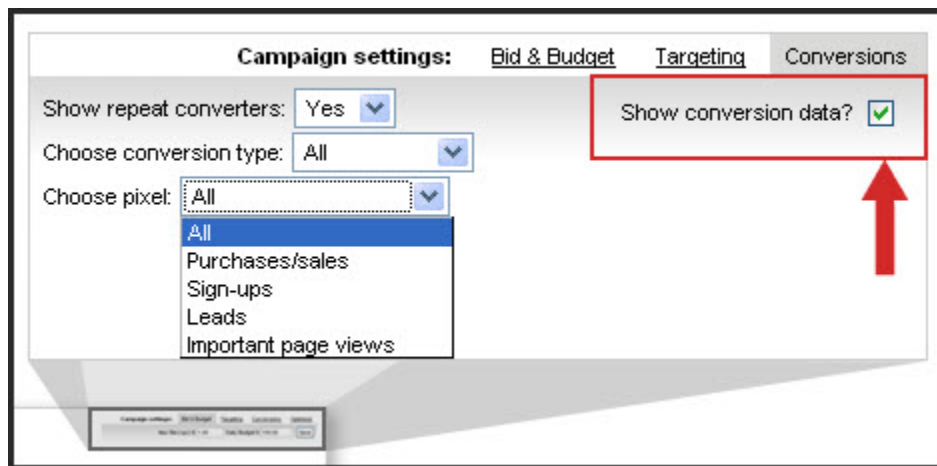 Campaign settings: Bid & Budget Targeting Conversions
Show repeat converters: Yes Show conversion data?
Choose conversion type: All
Choose pixel: All
All
Purchases/sales
Sign-ups
Leads
Important page views